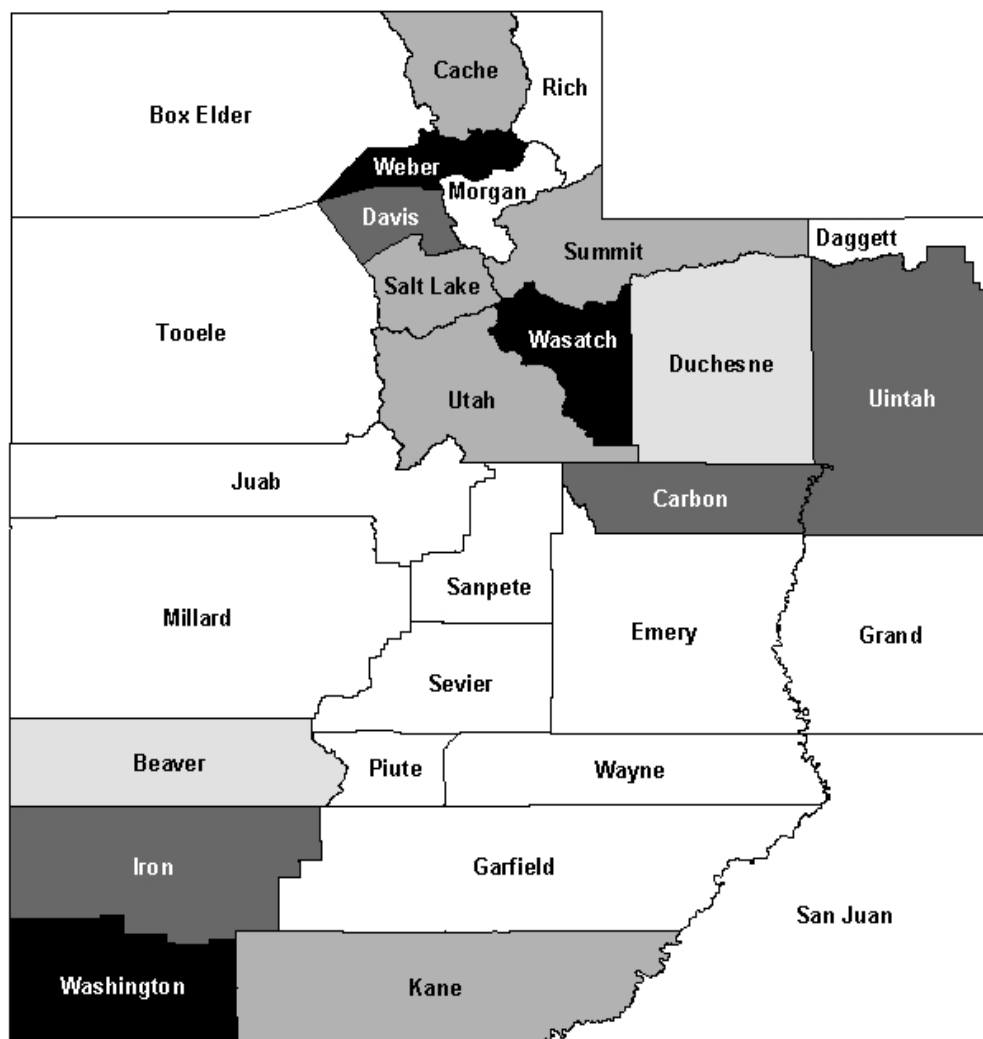 Cache
Rich
Box Elder
Weber
Morgan
Davis
Summit
Daggett
Salt Lake
Tooele
Wasatch
Duchesne
Uintah
Utah
Juab
Carbon
Sanpete
Millard
Emery
Grand
Sevier
Beaver
Piute
Wayne
Iron
Garfield
San Juan
Washington
Kane